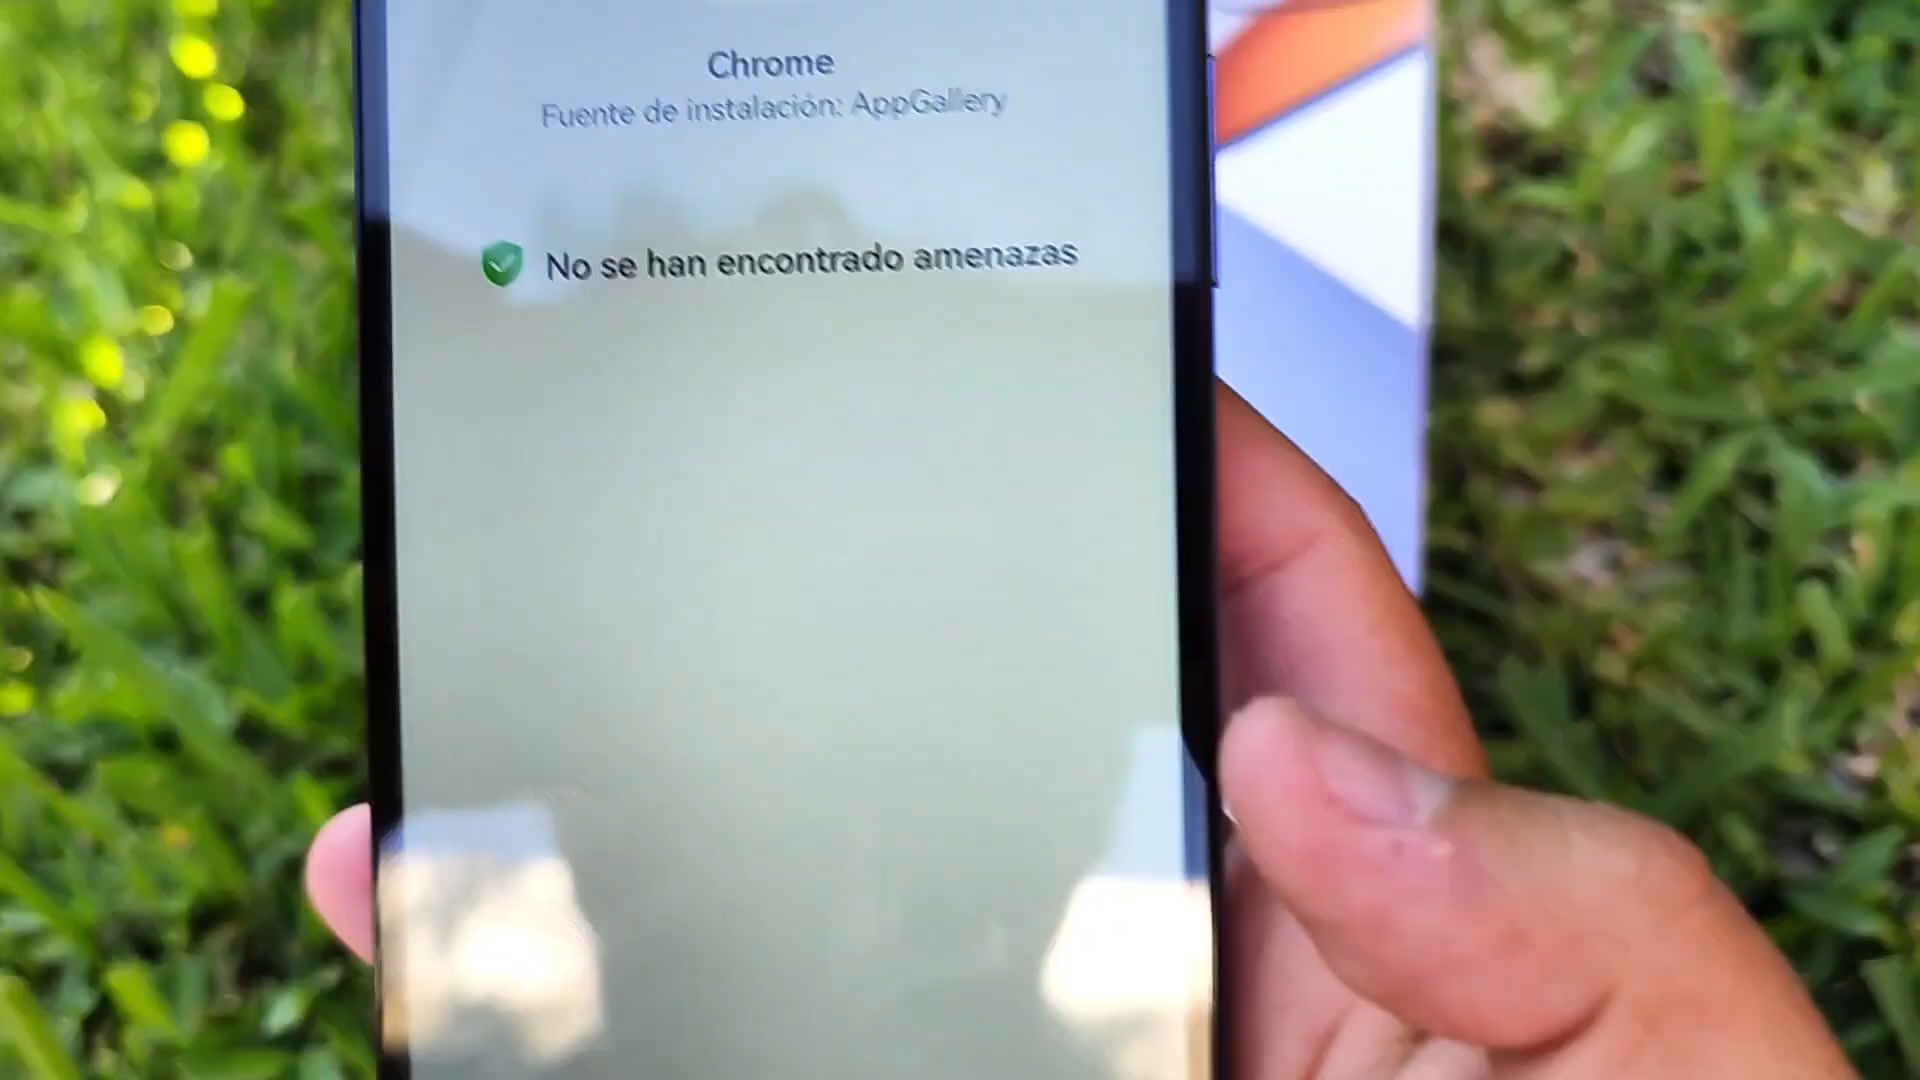 Chrome
Fuente de instalación: AppGallery
No se han encontrado amenazas